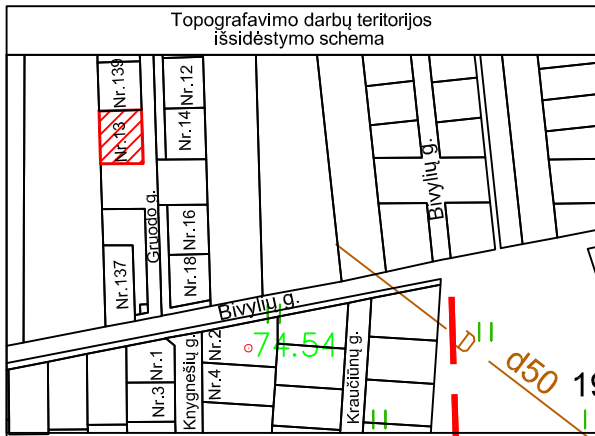 Topografavimo darbų teritorijos
išsidėstymo schema
Nr.139
Nr.12
Nr.13
Nr.14
Bivylių g.
Gruodo g.
Nr.16
Nr.18
Nr.137
Bivylių g.
74.54
Nr.1
Nr.3
Knygnešių g.
Nr.2
Nr.4
Kraučiūnų g.
D
d50
19